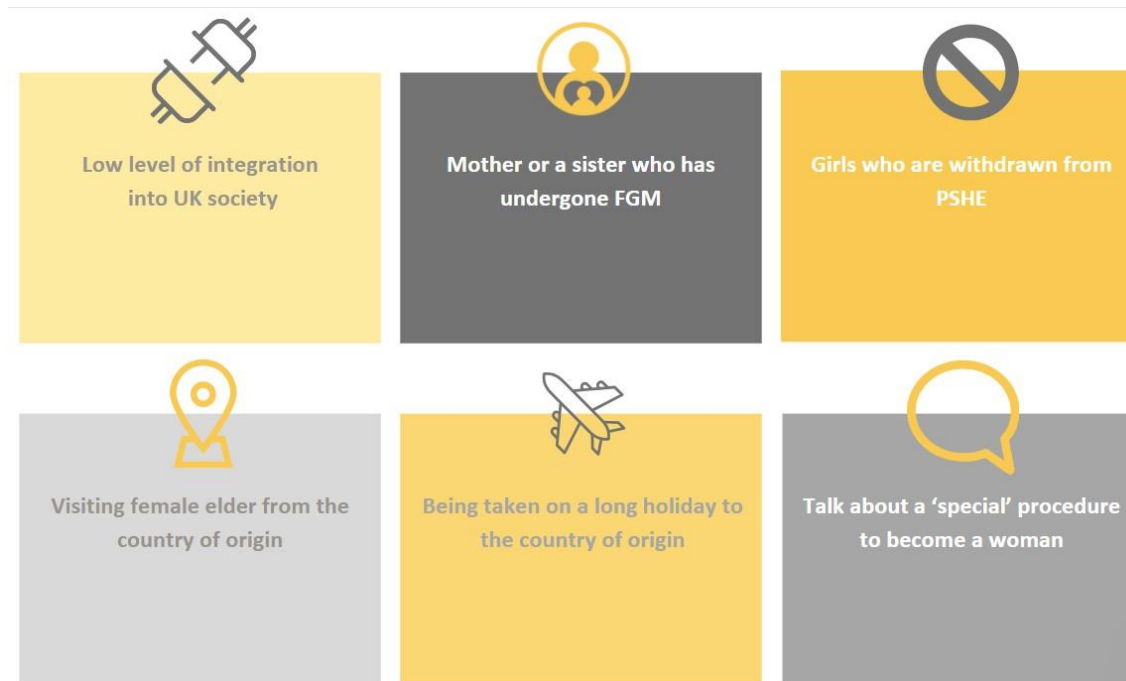 Low level of integration
into UK society
Mother or a sister who has
undergone FGM
Girls who are withdrawn from
PSHE
Visiting female elder from the
country of origin
Being taken on a long holiday to
the country of origin
Talk about a ‘special’ procedure
to become a woman